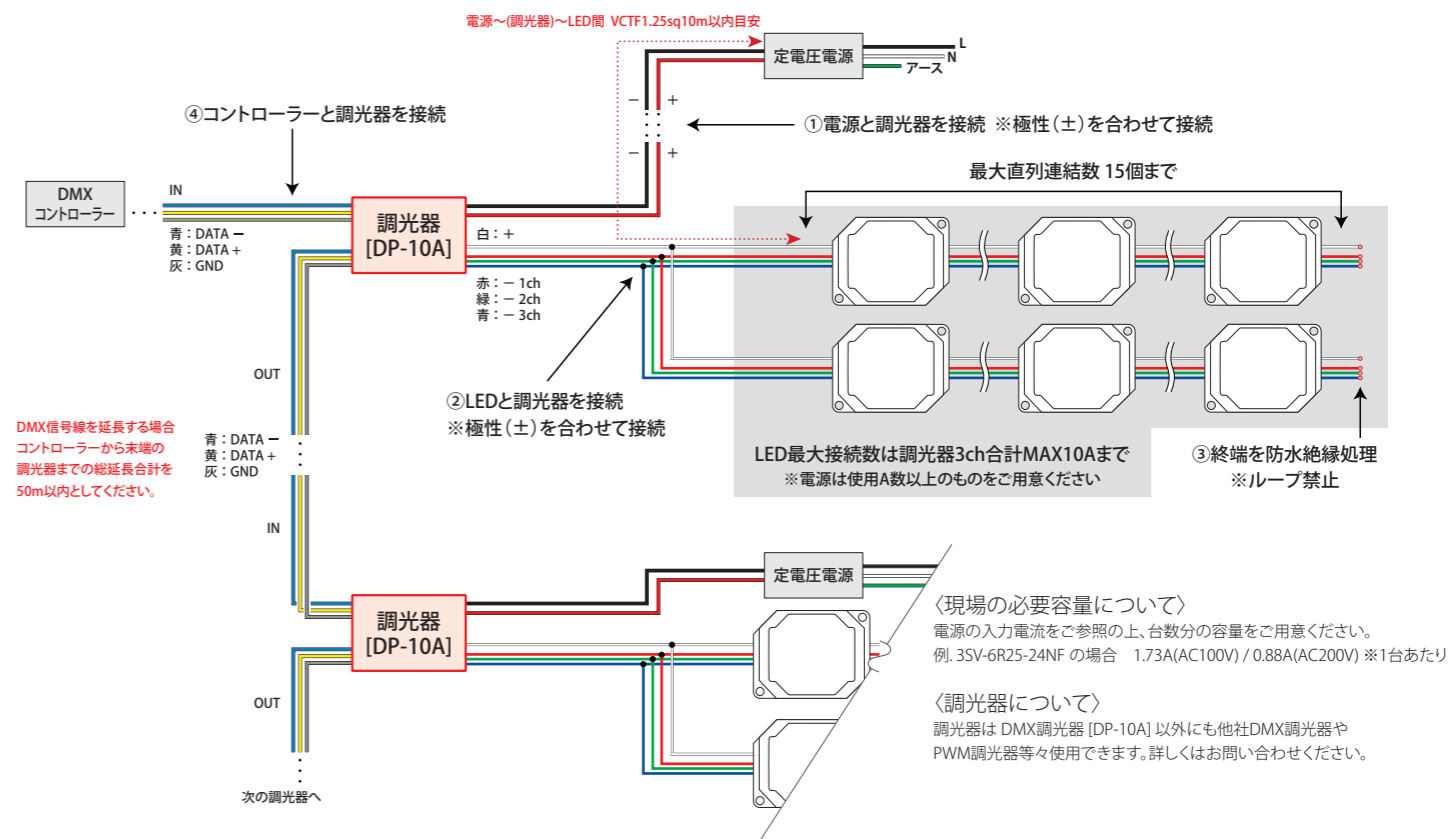 電源〜(調光器)〜LED間 VCTF1.25sq10m以内目安
定電圧電源
L
N
アース
④コントローラーと調光器を接続
− +
①電源と調光器を接続 ※極性(±)を合わせて接続
− +
最大直列連結数 15個まで
DMX
コントローラー
IN
調光器
[DP-10A]
青:DATA −
黄:DATA +
灰:GND
白:+
赤:− 1ch
緑:− 2ch
青:− 3ch
OUT
②LEDと調光器を接続
※極性(±)を合わせて接続
DMX信号線を延長する場合
コントローラーから末端の
調光器までの総延長合計を
50m以内としてください。
青:DATA −
黄:DATA +
灰:GND
LED最大接続数は調光器3ch合計MAX10Aまで
※電源は使用A数以上のものをご用意ください
③終端を防水絶縁処理
※ループ禁止
IN
定電圧電源
調光器
[DP-10A]
〈現場の必要容量について〉
電源の入力電流をご参照の上、台数分の容量をご用意ください。
例. 3SV-6R25-24NF の場合 1.73A(AC100V) / 0.88A(AC200V) ※1台あたり
OUT
〈調光器について〉
調光器は DMX調光器 [DP-10A] 以外にも他社DMX調光器や
PWM調光器等々使用できます。詳しくはお問い合わせください。
次の調光器へ